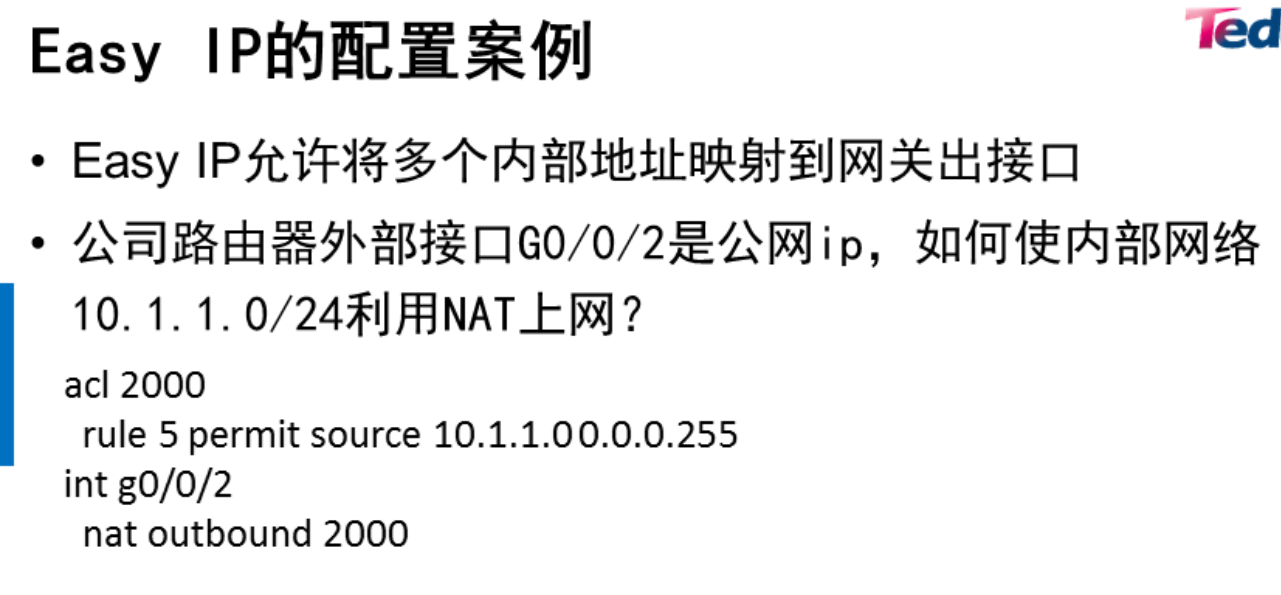 Easy IP的配置案例
Ted
• Easy IP允许将多个内部地址映射到网关出接口
• 公司路由器外部接口G0/0/2是公网ip，如何使内部网络
10.1.1.0/24利用NAT上网？
acl 2000
rule 5 permit source 10.1.1.0 0.0.0.255
int g0/0/2
nat outbound 2000